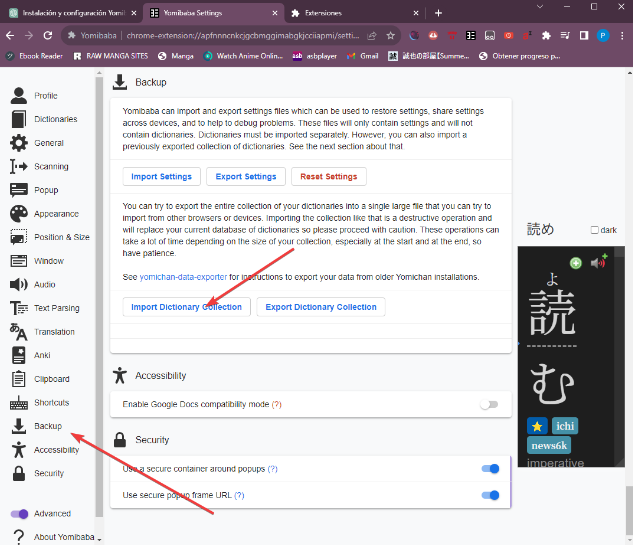 Instalación y configuración Yomil
Yomibaba Settings
Extensiones
Yomibaba
chrome-extension://apfnnncnkcjgcbmggimabgkjcciiapmi/setti...
Ebook Reader
RAW MANGA SITES
Manga:
Watch Anime Onlin...
asbplayer
Gmail
誠也の部屋【Summe...
Obtener progreso p...
Profile
Dictionaries
General
Scanning
Popup
Appearance
Position & Size
Window
Audio
Text Parsing
Translation
Anki
Clipboard
Shortcuts
Backup
Accessibility
Security
Advanced
About Yomibaba
Backup
Yomibaba can import and export settings files which can be used to restore settings, share
settings across devices, and to help debug problems. These files will only contain settings and will not
contain dictionaries. Dictionaries must be imported separately. However, you can also import a
previously exported collection of dictionaries. See the next section about that.
Import Settings
Export Settings
Reset Settings
You can try to export the entire collection of your dictionaries into a single large file that you can try to
import from other browsers or devices. Importing the collection like that is a destructive operation and
will replace your current database of dictionaries so please proceed with caution. These operations can
take a lot of time depending on the size of your collection, especially at the start and at the end, so
have patience.
See yomichan-data-exporter for instructions to export your data from older Yomichan installations.
Import Dictionary Collection
Export Dictionary Collection
Accessibility
Enable Google Docs compatibility mode (?)
Security
Use a secure container around popups (?)
Use secure popup frame URL (?)
読め
dark
よ
読
む
ichi
news6k
imperative